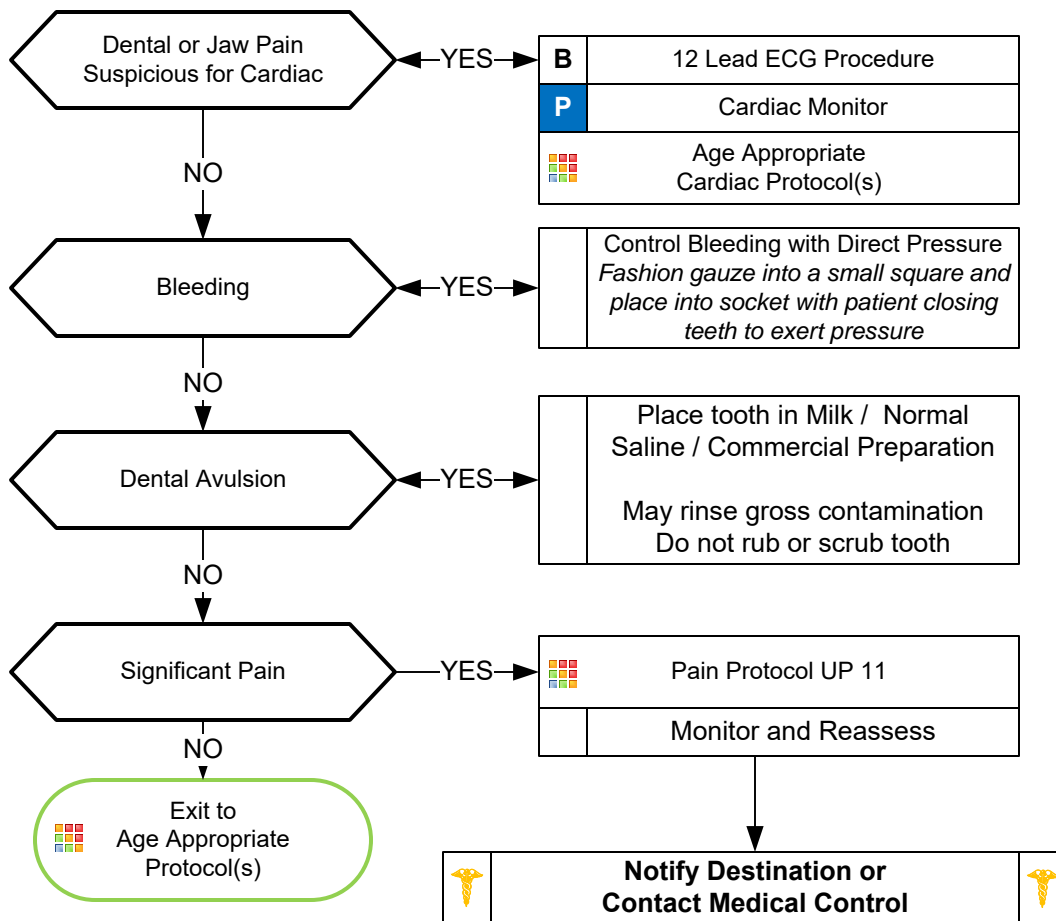 Dental or Jaw Pain
Suspicious for Cardiac
YES
B
12 Lead ECG Procedure
P
Cardiac Monitor
Age Appropriate
Cardiac Protocol(s)
NO
Bleeding
YES
Control Bleeding with Direct Pressure
Fashion gauze into a small square and
place into socket with patient closing
teeth to exert pressure
NO
Dental Avulsion
YES
Place tooth in Milk / Normal
Saline / Commercial Preparation
May rinse gross contamination
Do not rub or scrub tooth
NO
Significant Pain
YES
Pain Protocol UP 11
Monitor and Reassess
NO
Exit to
Age Appropriate
Protocol(s)
Notify Destination or
Contact Medical Control